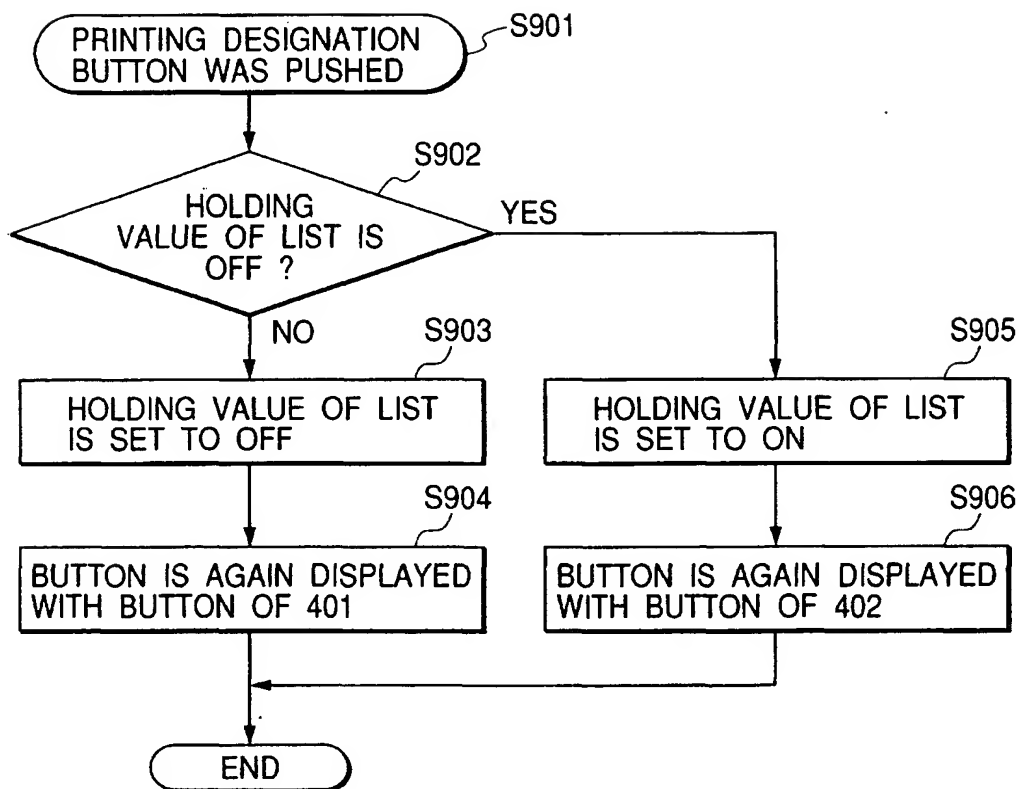 PRINTING DESIGNATION
BUTTON WAS PUSHED
S901
S902
HOLDING
VALUE OF LIST IS
OFF ?
YES
NO
S903
HOLDING VALUE OF LIST
IS SET TO OFF
S905
HOLDING VALUE OF LIST
IS SET TO ON
S904
BUTTON IS AGAIN DISPLAYED
WITH BUTTON OF 401
S906
BUTTON IS AGAIN DISPLAYED
WITH BUTTON OF 402
END